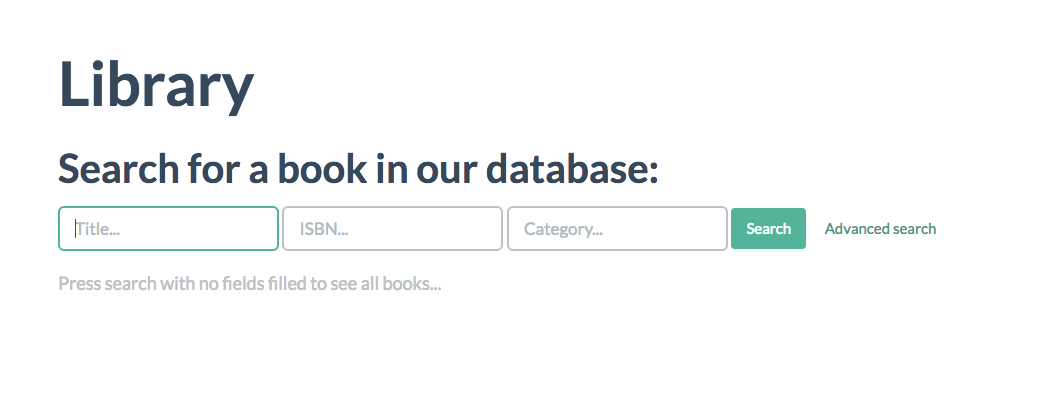 Library
Search for a book in our database:
Title... ISBN... Category... Search Advanced search
Press search with no fields filled to see all books...